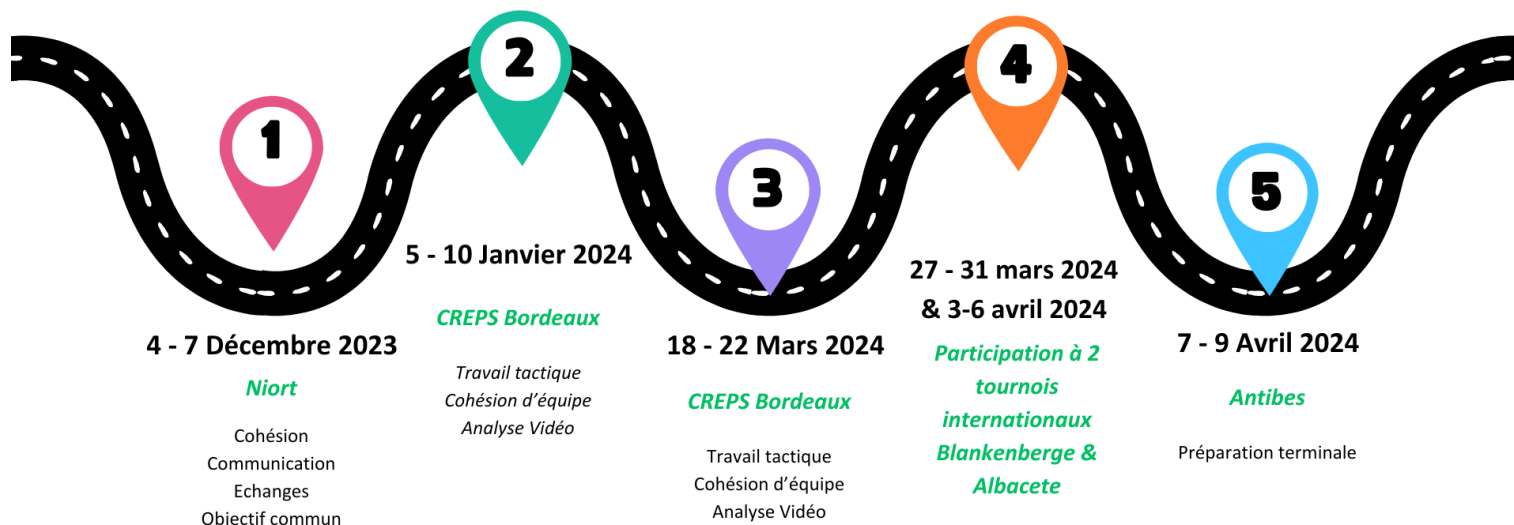 1
4 - 7 Décembre 2023
Niort
Cohésion
Communication
Echanges
Objectif commun
2
5 - 10 Janvier 2024
CREPS Bordeaux
Travail tactique
Cohésion d’équipe
Analyse Vidéo
3
18 - 22 Mars 2024
CREPS Bordeaux
Travail tactique
Cohésion d’équipe
Analyse Vidéo
4
27 - 31 mars 2024
& 3-6 avril 2024
Participation à 2
tournois
internationaux
Blankenberge &
Albacete
5
7 - 9 Avril 2024
Antibes
Préparation terminale